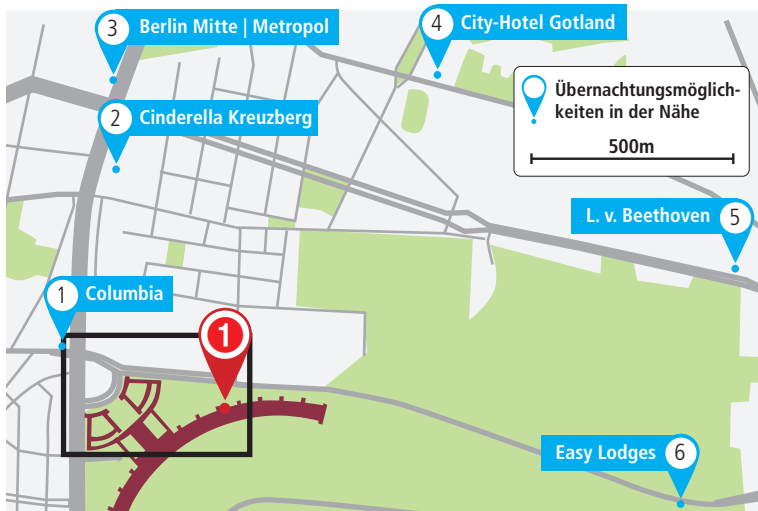 3 Berlin Mitte | Metropol
4 City-Hotel Gotland
Übernachtungsmöglich-
keiten in der Nähe
500m
2 Cinderella Kreuzberg
L. v. Beethoven 5
1 Columbia
1
Easy Lodges 6